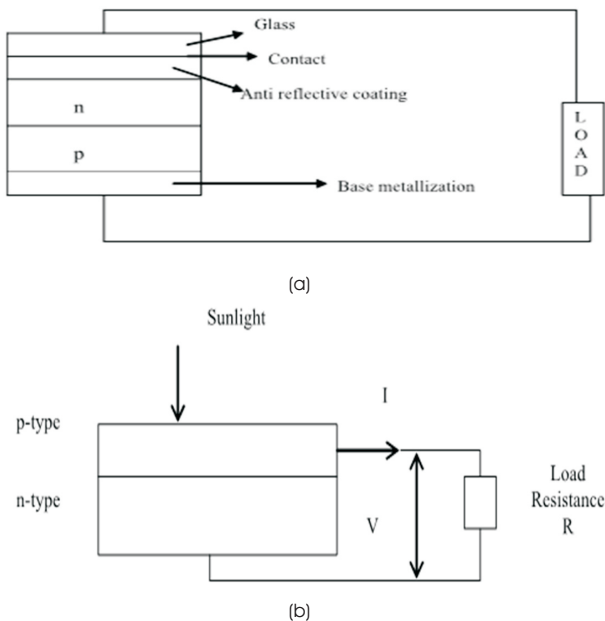 Glass
Contact
Anti reflective coating
n
p
Base metallization
L
O
A
D
(a)
Sunlight
p-type
I
n-type
V
Load
Resistance
R
(b)